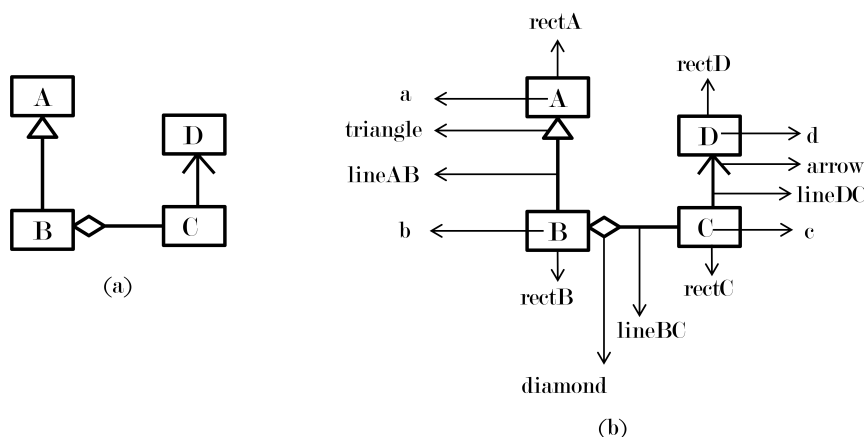 A
D
B
C
(a)
rectA
rectD
a
A
triangle
D
d
arrow
lineAB
lineDC
b
B
C
c
rectB
rectC
lineBC
diamond
(b)